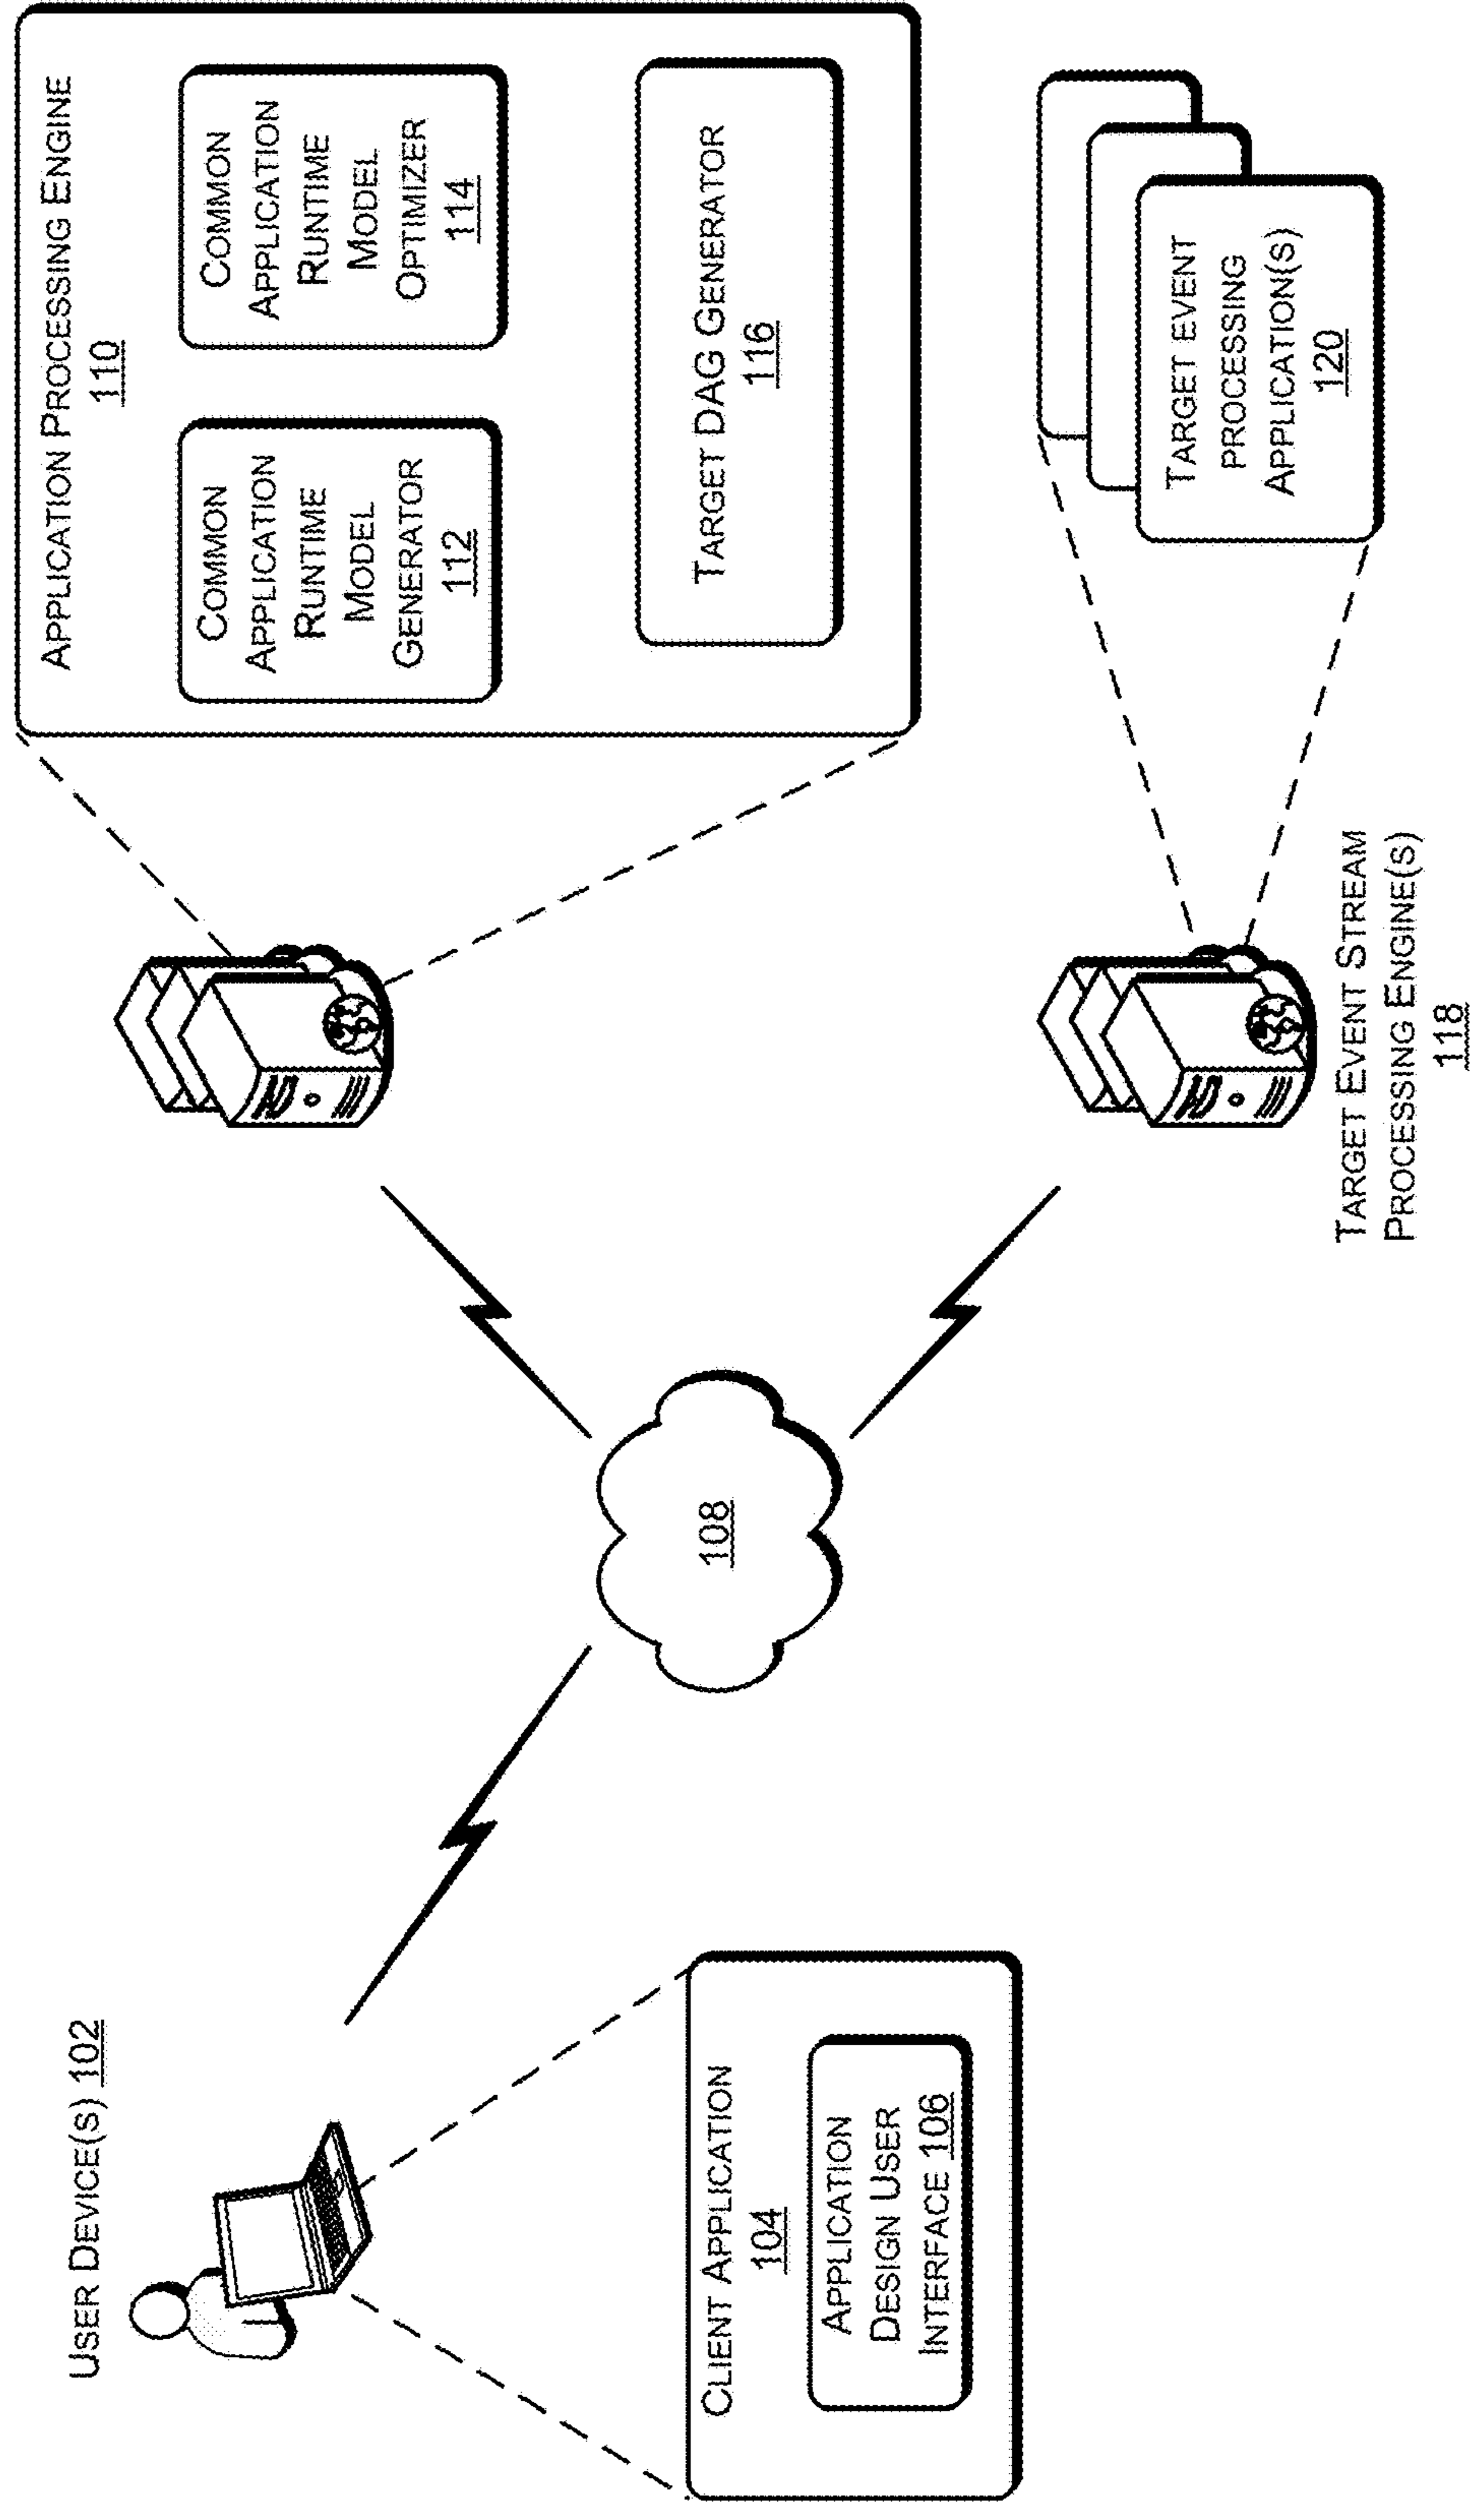 USER DEVICE(S) 102
CLIENT APPLICATION
104
APPLICATION
DESIGN USER
INTERFACE 106
108
APPLICATION PROCESSING ENGINE
110
COMMON
APPLICATION
RUNTIME
MODEL
GENERATOR
112
COMMON
APPLICATION
RUNTIME
MODEL
OPTIMIZER
114
TARGET DAG GENERATOR
116
TARGET EVENT STREAM
PROCESSING ENGINE(S)
118
TARGET EVENT
PROCESSING
APPLICATION(S)
120